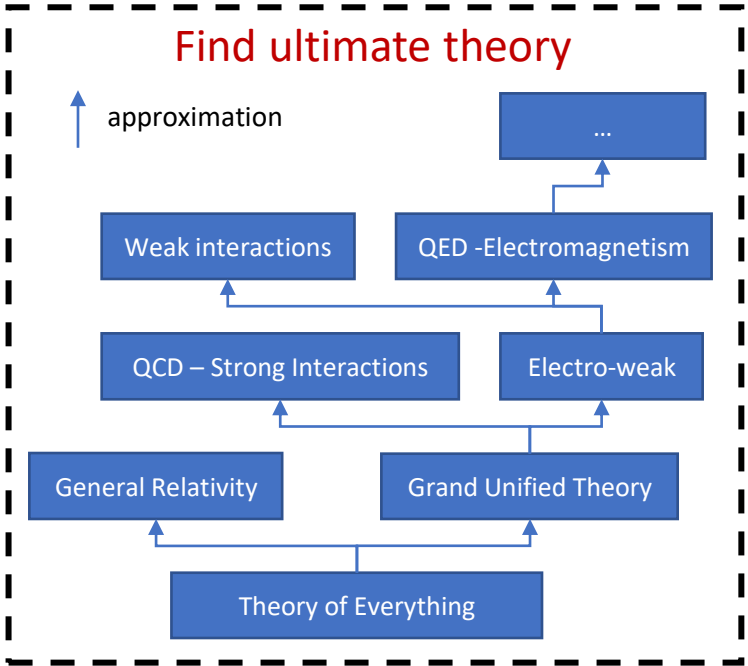 Find ultimate theory
approximation
...
Weak interactions
QED -Electromagnetism
QCD – Strong Interactions
Electro-weak
General Relativity
Grand Unified Theory
Theory of Everything